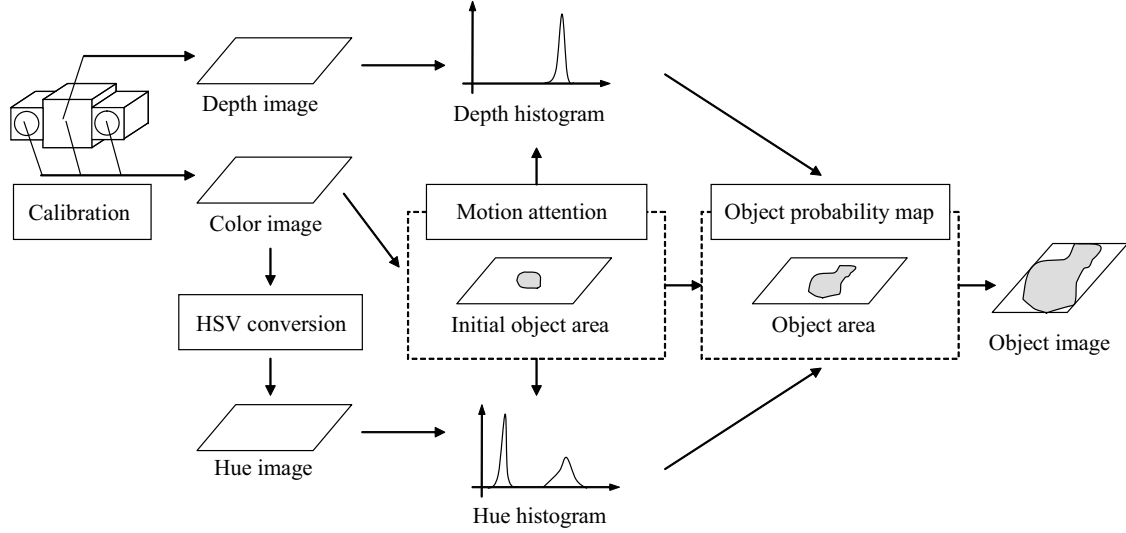 Depth image
Depth histogram
Calibration
Color image
Motion attention
Object probability map
HSV conversion
Initial object area
Object area
Object image
Hue image
Hue histogram